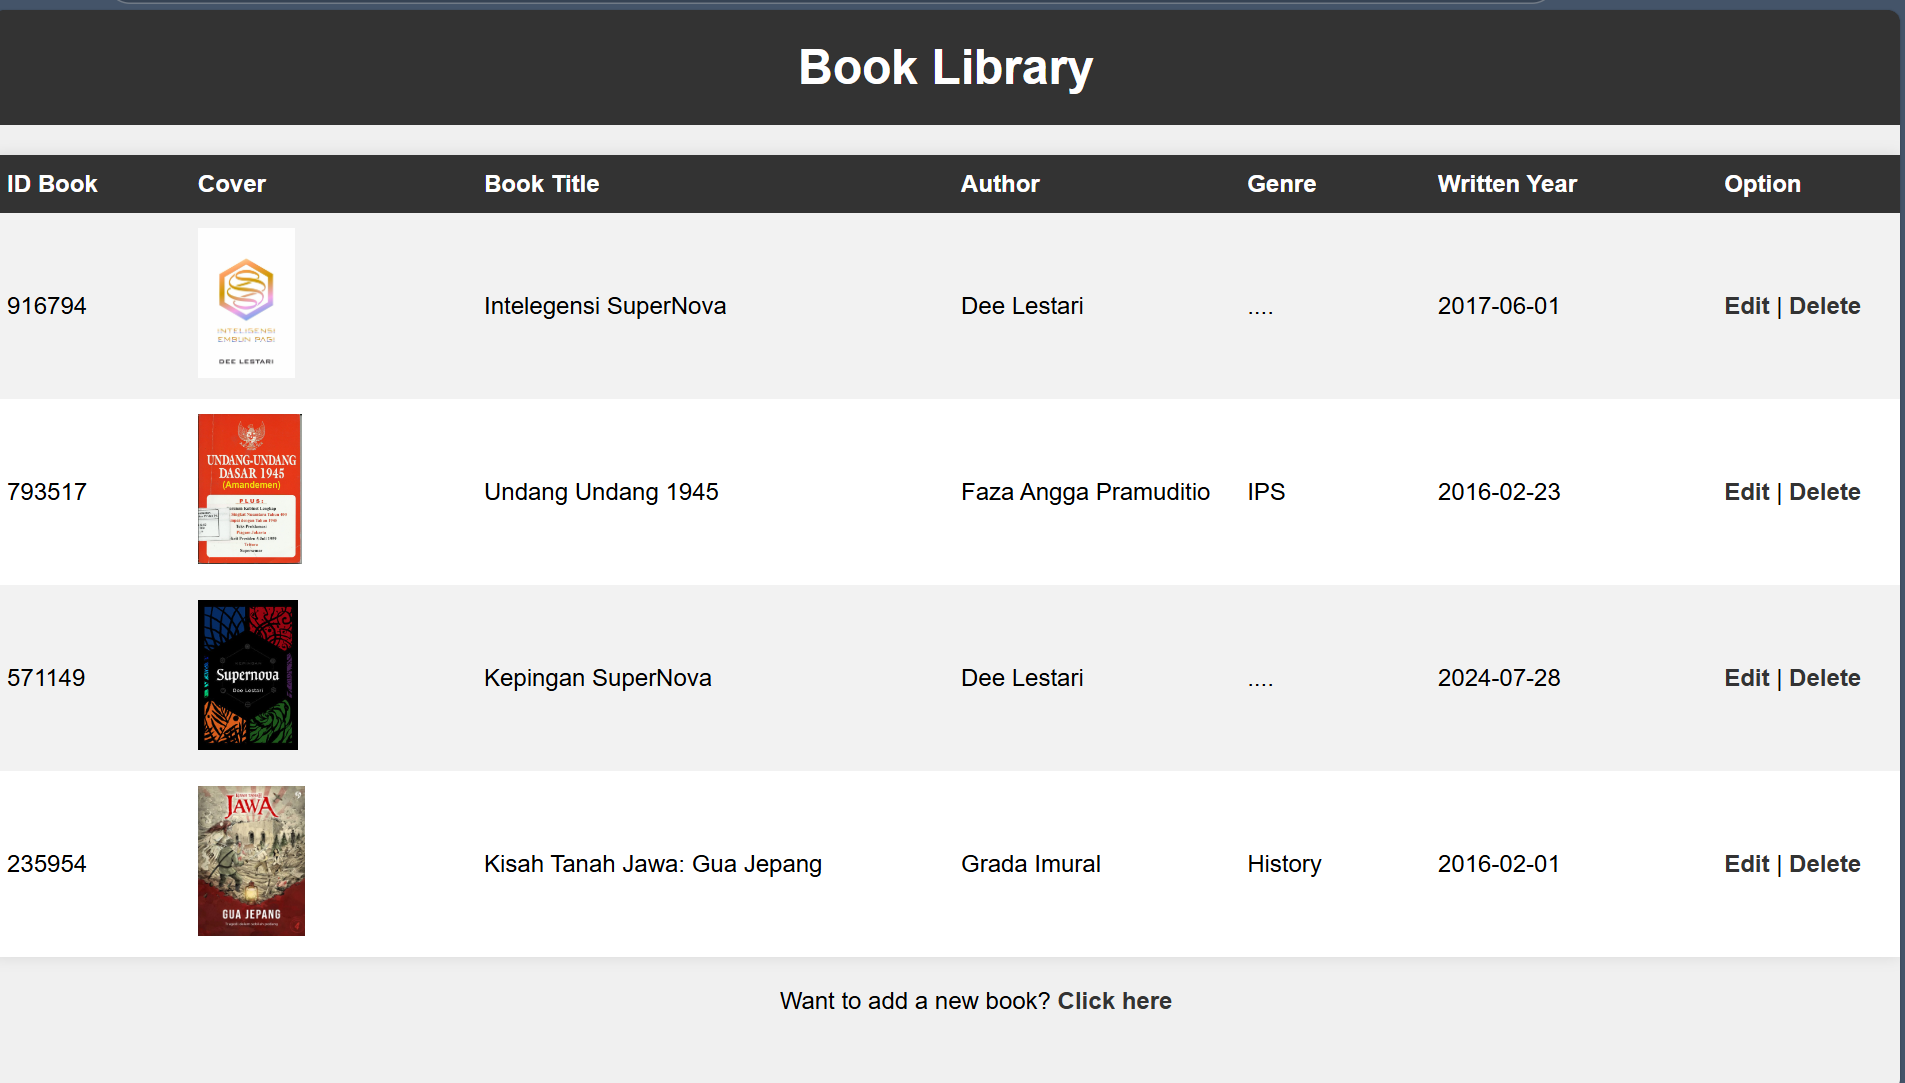 Book Library
ID Book Cover Book Title Author Genre Written Year Option
INTELIGENSI
EMBUN PAGI
DEE LESTARI
916794 Intelegensi SuperNova Dee Lestari .... 2017-06-01 Edit | Delete
UNDANG-UNDANG
DASAR 1945
(Amandemen)
PLUS:
793517 Undang Undang 1945 Faza Angga Pramuditio IPS 2016-02-23 Edit | Delete
Supernova
Dee Lestari
571149 Kepingan SuperNova Dee Lestari .... 2024-07-28 Edit | Delete
JAWA
GUA JEPANG
235954 Kisah Tanah Jawa: Gua Jepang Grada Imural History 2016-02-01 Edit | Delete
Want to add a new book? Click here